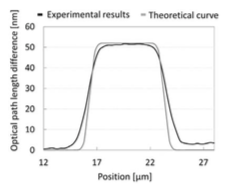 Experimental results Theoretical curve
Optical path length difference [nm]
60
50
40
30
20
10
0
12 17 22 27
Position [μm]